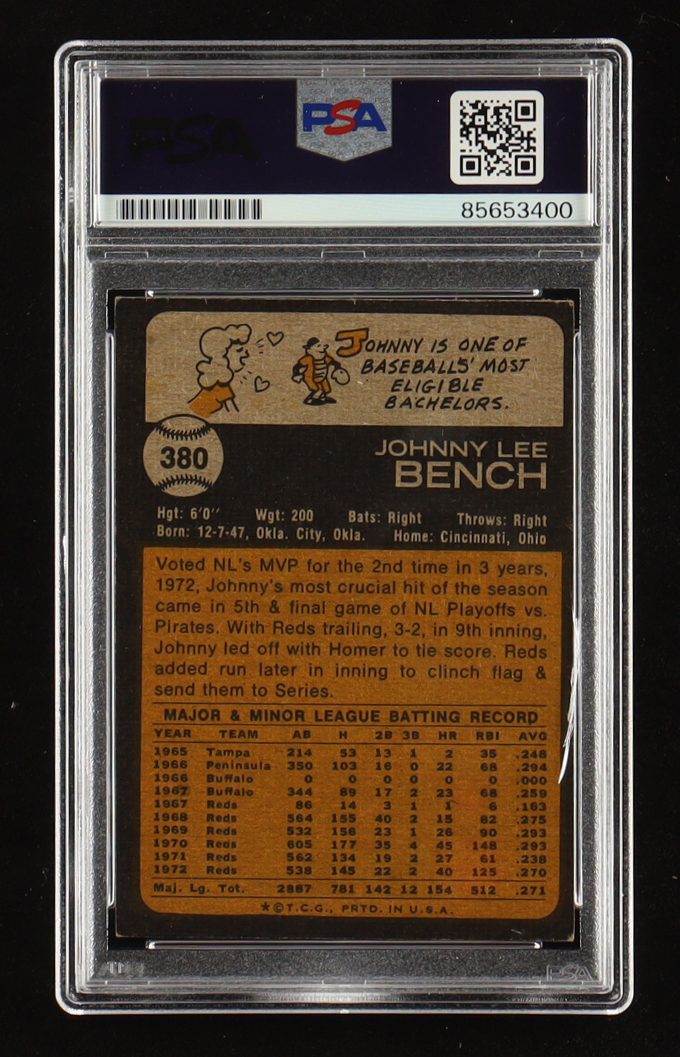 PSA
PSA
85653400
JOHNNY IS ONE OF
BASEBALLS' MOST
ELIGIBLE
BACHELORS.
380
JOHNNY LEE
BENCH
Hgt: 6'0" Wgt: 200 Bats: Right Throws: Right
Born: 12-7-47, Okla. City, Okla. Home: Cincinnati, Ohio
Voted NL's MVP for the 2nd time in 3 years,
1972, Johnny's most crucial hit of the season
came in 5th & final game of NL Playoffs vs.
Pirates. With Reds trailing, 3-2, in 9th inning,
Johnny led off with Homer to tie score. Reds
added run later in inning to clinch flag &
send them to Series.
MAJOR & MINOR LEAGUE BATTING RECORD
YEAR TEAM AB H 2B 3B HR RBI AVG
1965 Tampa 214 53 13 1 2 35 .248
1966 Peninsula 350 103 16 0 22 68 .294
1966 Buffalo 0 0 0 0 0 0 .000
1967 Buffalo 344 89 17 2 23 68 .259
1967 Reds 86 14 3 1 1 6 .163
1968 Reds 564 155 40 2 15 82 .275
1969 Reds 532 156 23 1 26 90 .293
1970 Reds 605 177 35 4 45 148 .293
1971 Reds 562 134 19 2 27 61 .238
1972 Reds 538 145 22 2 40 125 .270
Maj. Lg. Tot. 2887 781 142 12 154 512 .271
*©T.C.G., PRTD. IN U.S.A.
PSA